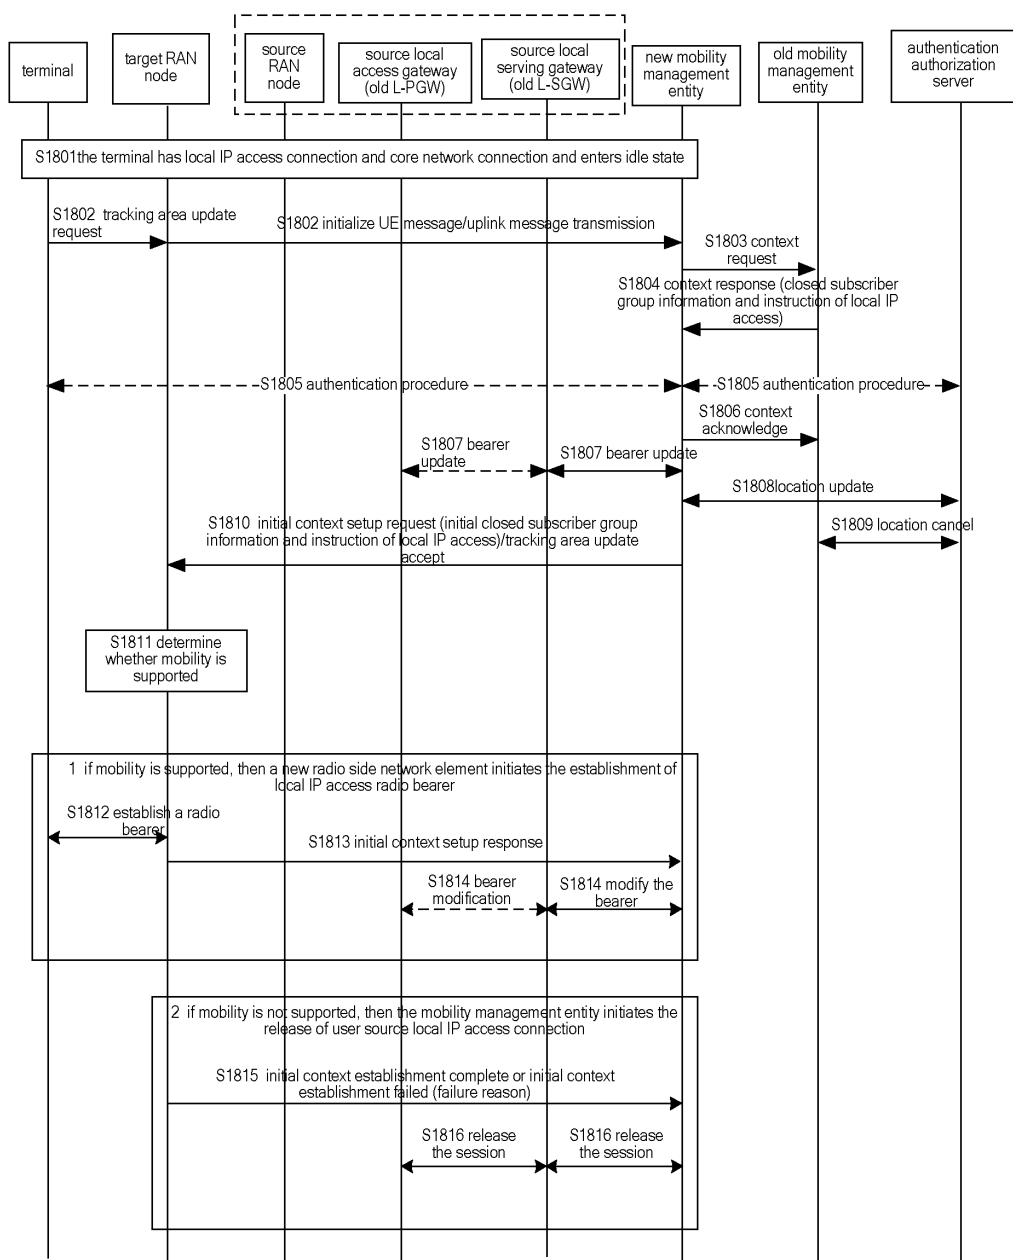 terminal
target RAN
node
source
RAN
node
source local
access gateway
(old L-PGW)
source local
serving gateway
(old L-SGW)
new mobility
management
entity
old mobility
management
entity
authentication
authorization
server
S1801the terminal has local IP access connection and core network connection and enters idle state
S1802 tracking area update
request
S1802 initialize UE message/uplink message transmission
S1803 context
request
S1804 context response (closed subscriber
group information and instruction of local IP
access)
S1805 authentication procedure
S1805 authentication procedure
S1806 context
acknowledge
S1807 bearer
update
S1807 bearer update
S1808location update
S1809 location cancel
S1810 initial context setup request (initial closed subscriber group
information and instruction of local IP access)/tracking area update
accept
S1811 determine
whether mobility is
supported
1 if mobility is supported, then a new radio side network element initiates the establishment of
local IP access radio bearer
S1812 establish a radio
bearer
S1813 initial context setup response
S1814 bearer
modification
S1814 modify the
bearer
2 if mobility is not supported, then the mobility management entity initiates the
release of user source local IP access connection
S1815 initial context establishment complete or initial context
establishment failed (failure reason)
S1816 release
the session
S1816 release
the session